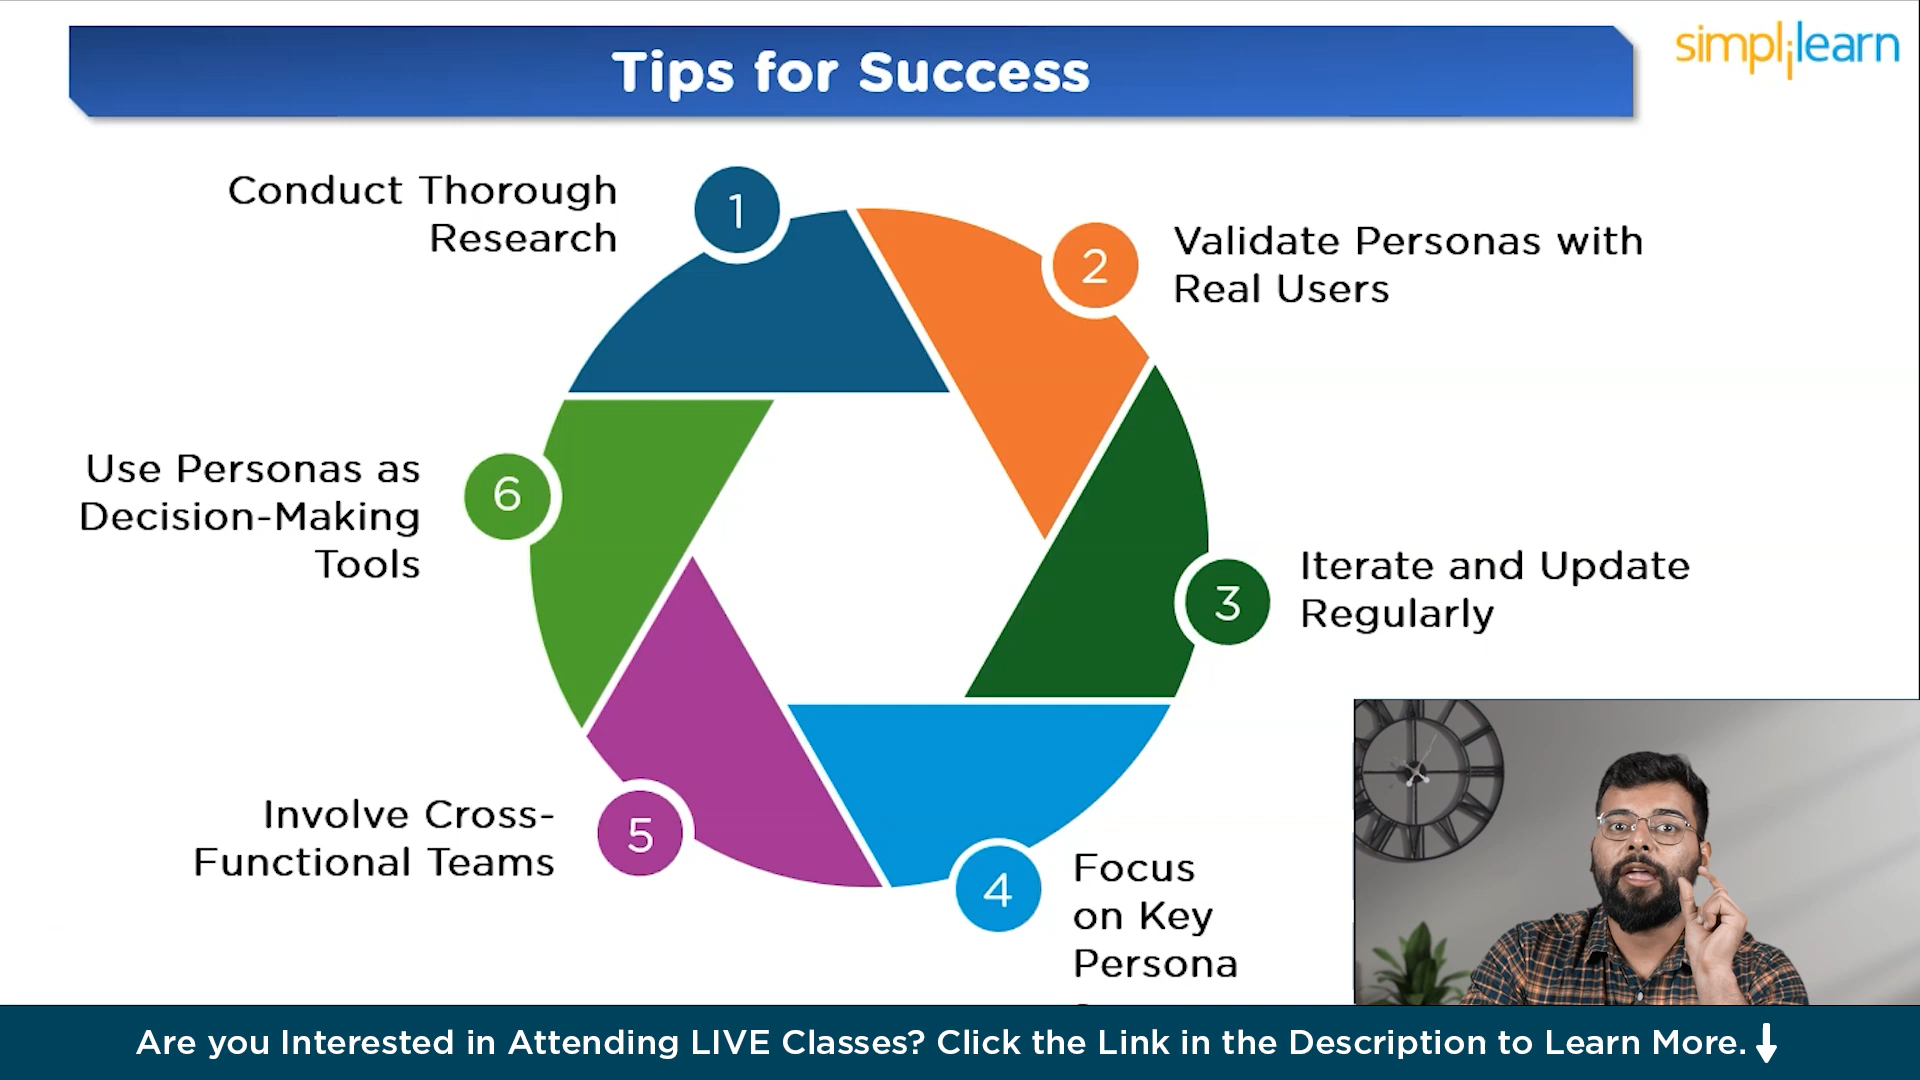 Tips for Success
simplilearn
1
Conduct Thorough
Research
2
Validate Personas with
Real Users
3
Iterate and Update
Regularly
4
Focus
on Key
Persona
5
Involve Cross-
Functional Teams
6
Use Personas as
Decision-Making
Tools
Are you Interested in Attending LIVE Classes? Click the Link in the Description to Learn More.